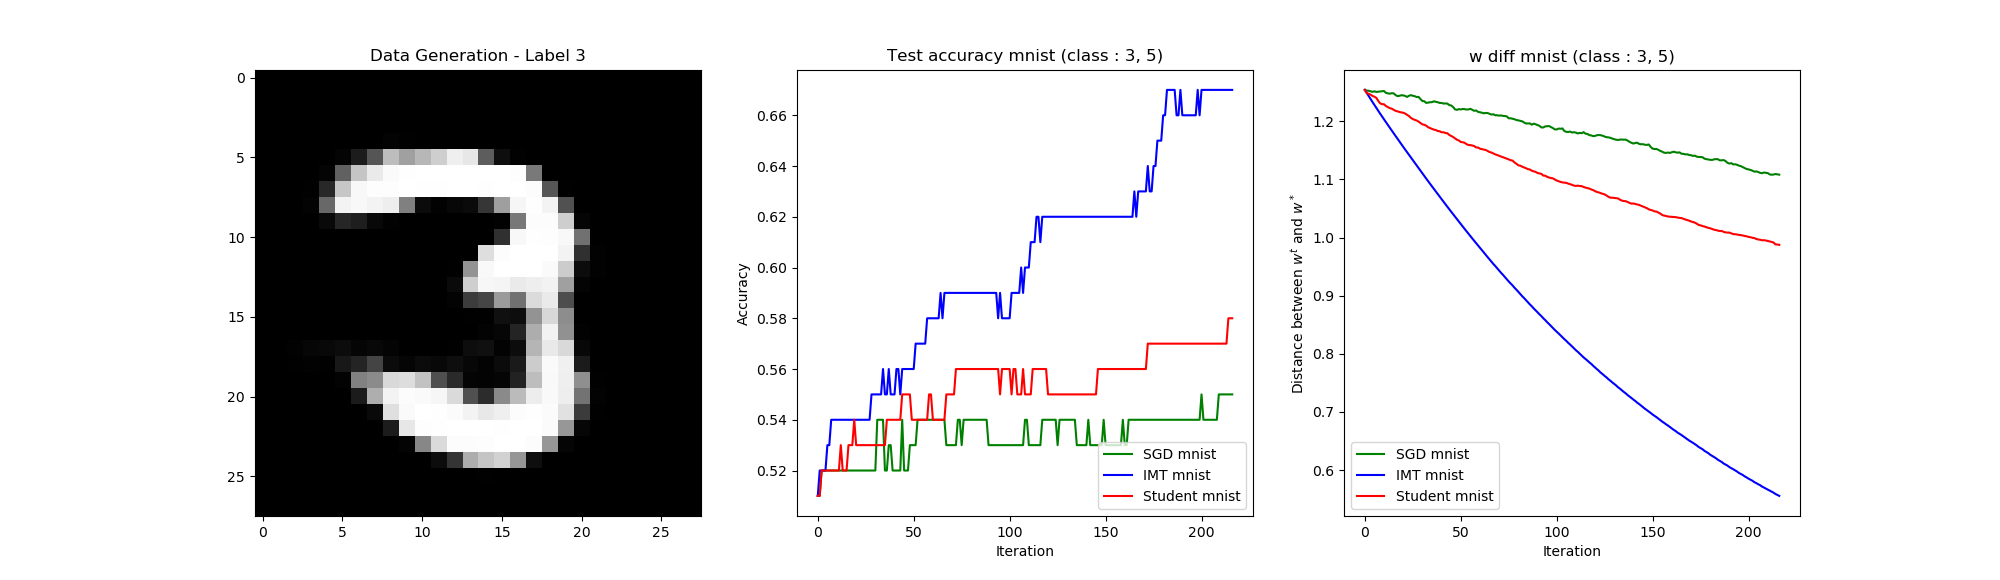 Data Generation - Label 3
0
5
10
15
20
25
0 5 10 15 20 25
Test accuracy mnist (class : 3, 5)
Accuracy
0.66
0.64
0.62
0.60
0.58
0.56
0.54
0.52
SGD mnist
IMT mnist
Student mnist
0 50 100 150 200
Iteration
w diff mnist (class : 3, 5)
Distance between w^t and w^*
1.2
1.1
1.0
0.9
0.8
0.7
0.6
SGD mnist
IMT mnist
Student mnist
0 50 100 150 200
Iteration